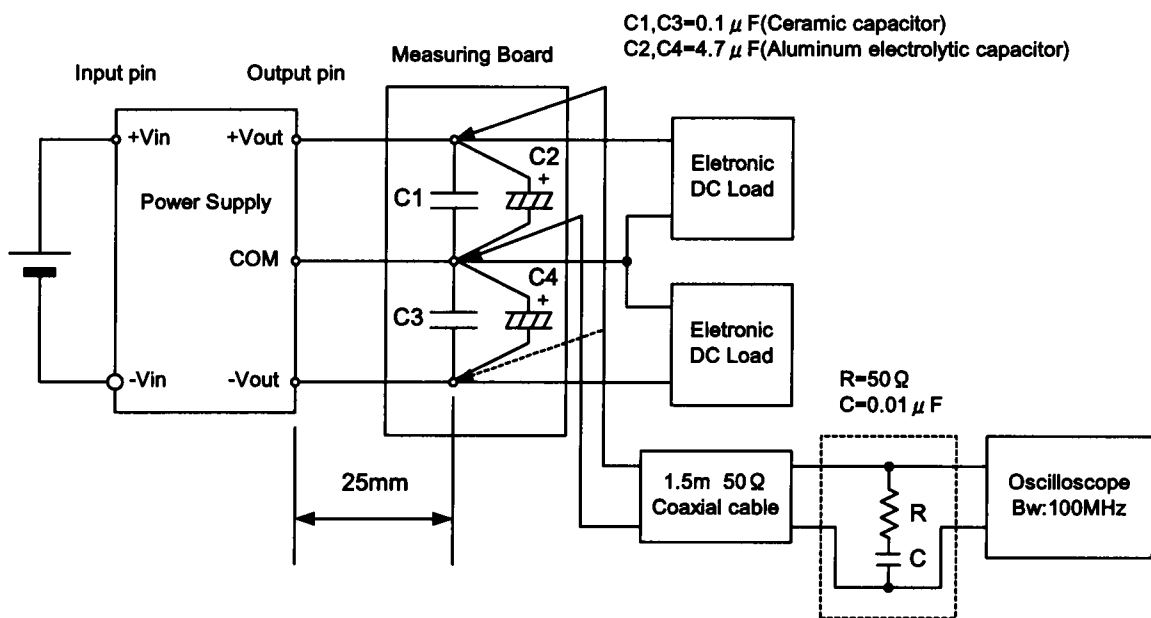 C1,C3=0.1 μ F(Ceramic capacitor)
C2,C4=4.7 μ F(Aluminum electrolytic capacitor)
Measuring Board
Input pin
Output pin
+Vin
+Vout
Power Supply
COM
-Vin
-Vout
C1
C2
+
C3
C4
+
Eletronic
DC Load
Eletronic
DC Load
25mm
R=50Ω
C=0.01 μ F
1.5m 50Ω
Coaxial cable
R
C
Oscilloscope
Bw:100MHz